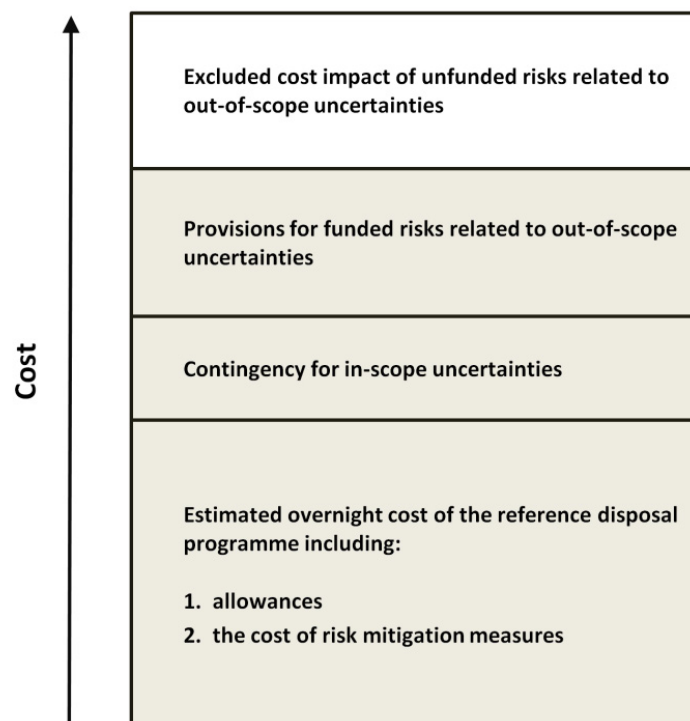 Excluded cost impact of unfunded risks related to
out-of-scope uncertainties
Provisions for funded risks related to out-of-scope
uncertainties
Cost
Contingency for in-scope uncertainties
Estimated overnight cost of the reference disposal
programme including:
1. allowances
2. the cost of risk mitigation measures